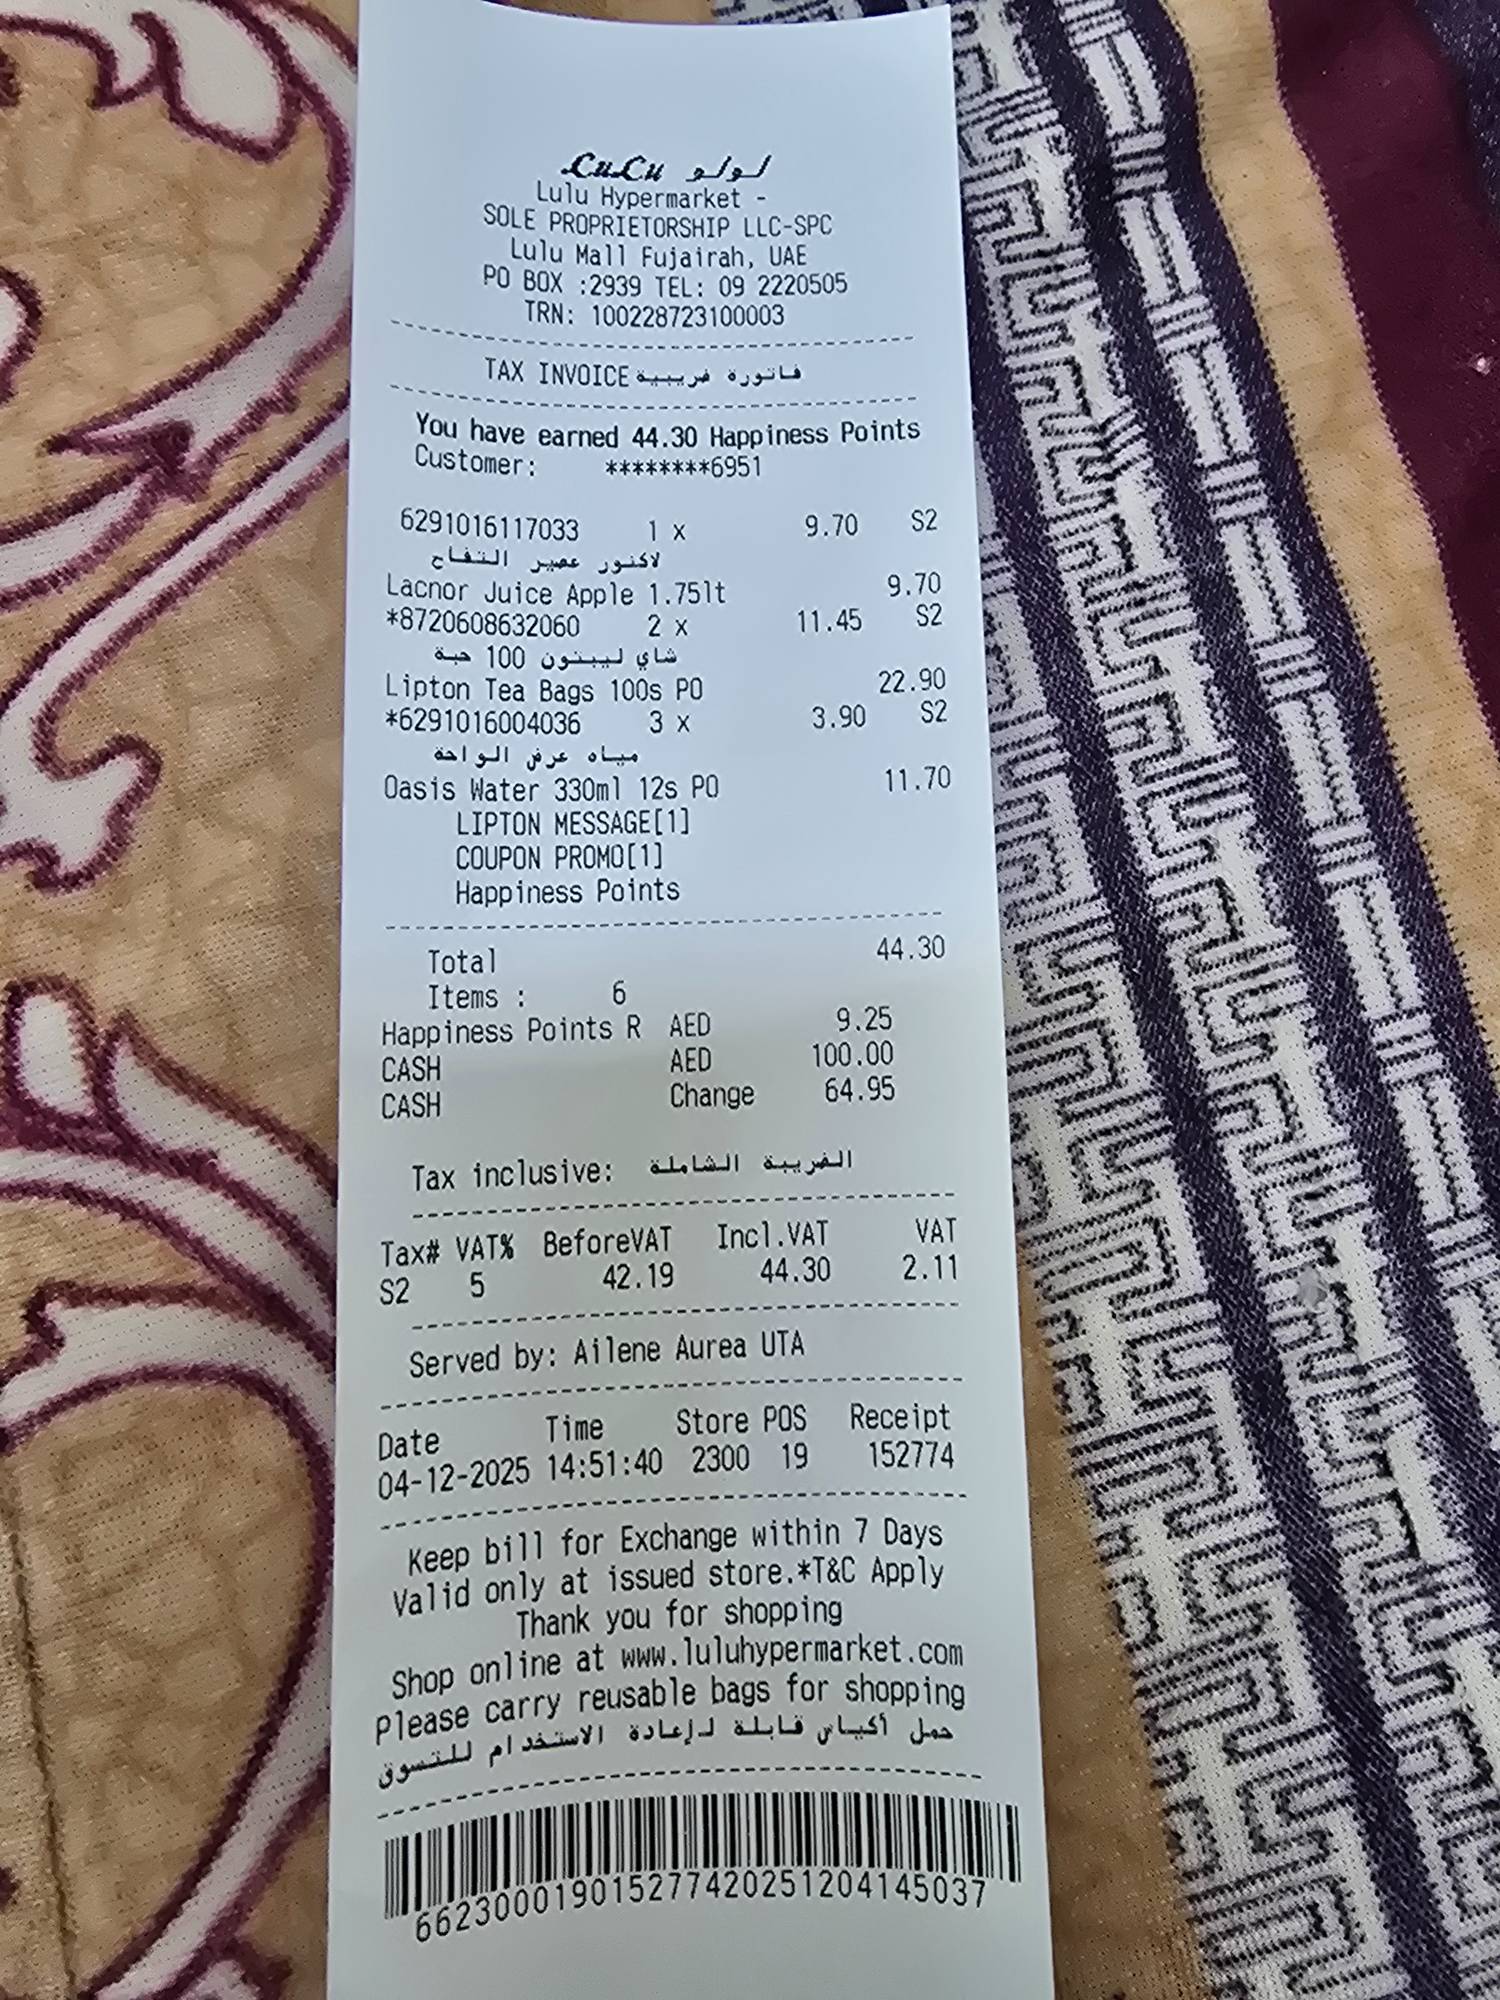 LuLu لولو
Lulu Hypermarket -
SOLE PROPRIETORSHIP LLC-SPC
Lulu Mall Fujairah, UAE
PO BOX :2939 TEL: 09 2220505
TRN: 100228723100003
TAX INVOICE فاتورة ضريبية
You have earned 44.30 Happiness Points
Customer: ********6951
6291016117033 1 x 9.70 S2
لاكنور عصير التفاح
Lacnor Juice Apple 1.75lt 9.70
*8720608632060 2 x 11.45 S2
شاي ليبتون 100 حبة
Lipton Tea Bags 100s PO 22.90
*6291016004036 3 x 3.90 S2
مياه عرض الواحة
Oasis Water 330ml 12s PO 11.70
LIPTON MESSAGE[1]
COUPON PROMO[1]
Happiness Points
Total 44.30
Items : 6
Happiness Points R AED 9.25
CASH AED 100.00
CASH Change 64.95
Tax inclusive: الضريبة الشاملة
Tax# VAT% BeforeVAT Incl.VAT VAT
S2 5 42.19 44.30 2.11
Served by: Ailene Aurea UTA
Date Time Store POS Receipt
04-12-2025 14:51:40 2300 19 152774
Keep bill for Exchange within 7 Days
Valid only at issued store.*T&C Apply
Thank you for shopping
Shop online at www.luluhypermarket.com
Please carry reusable bags for shopping
حمل أكياس قابلة لإعادة الاستخدام للتسوق
66230001901527742025120414503​7